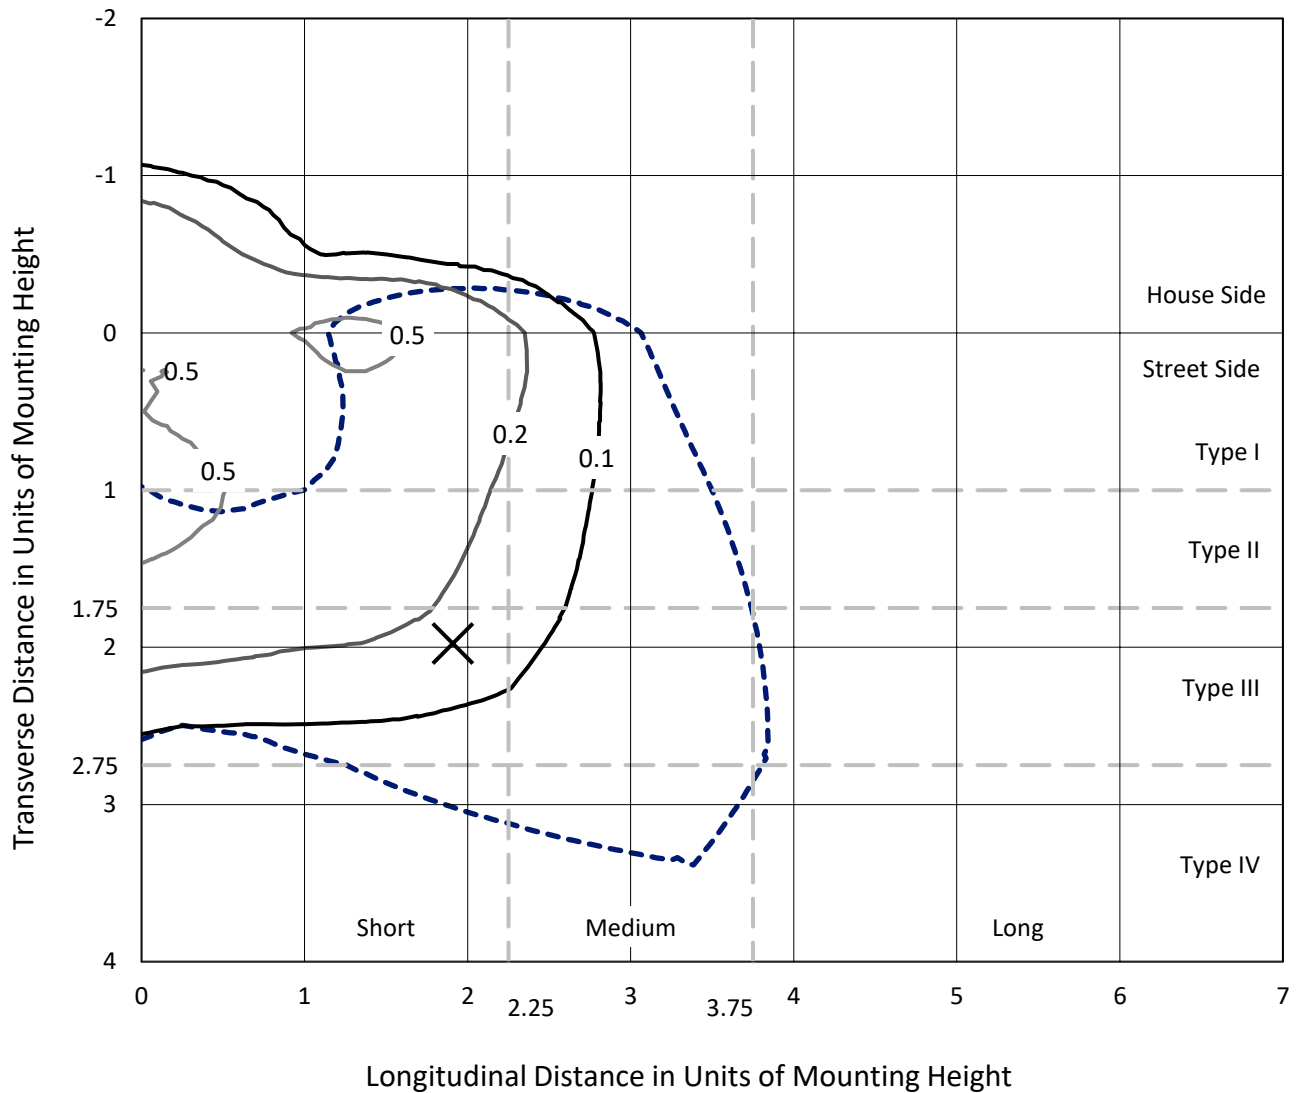 -2
-1
House Side
0
0.5
0.5
Street Side
0.2
Type I
0.1
0.5
1
Type II
1.75
2
Type III
2.75
3
Type IV
Short
Medium
Long
4
0
1
2
2.25
3
3.75
4
5
6
7
Transverse Distance in Units of Mounting Height
Longitudinal Distance in Units of Mounting Height